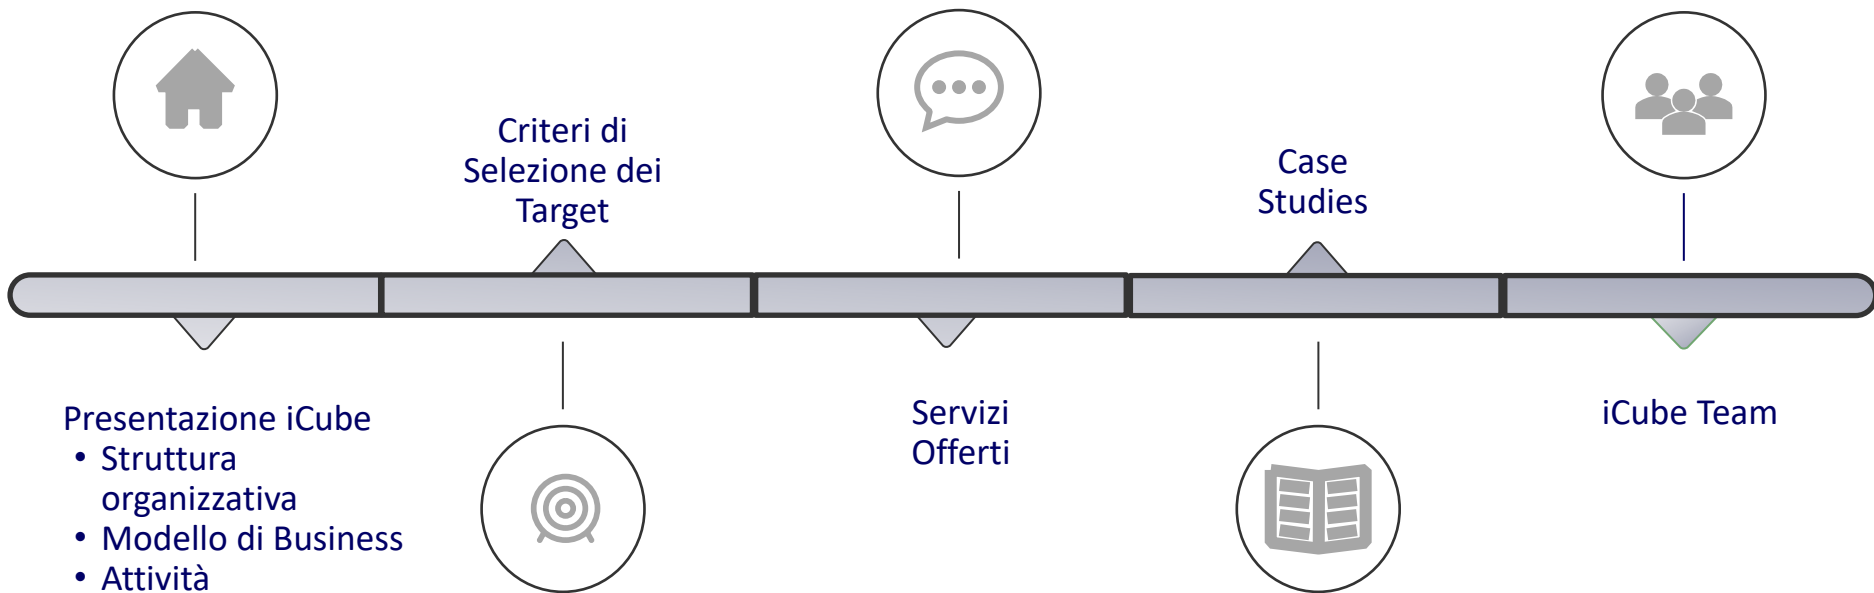 Presentazione iCube
• Struttura
organizzativa
• Modello di Business
• Attività
Criteri di
Selezione dei
Target
Servizi
Offerti
Case
Studies
iCube Team